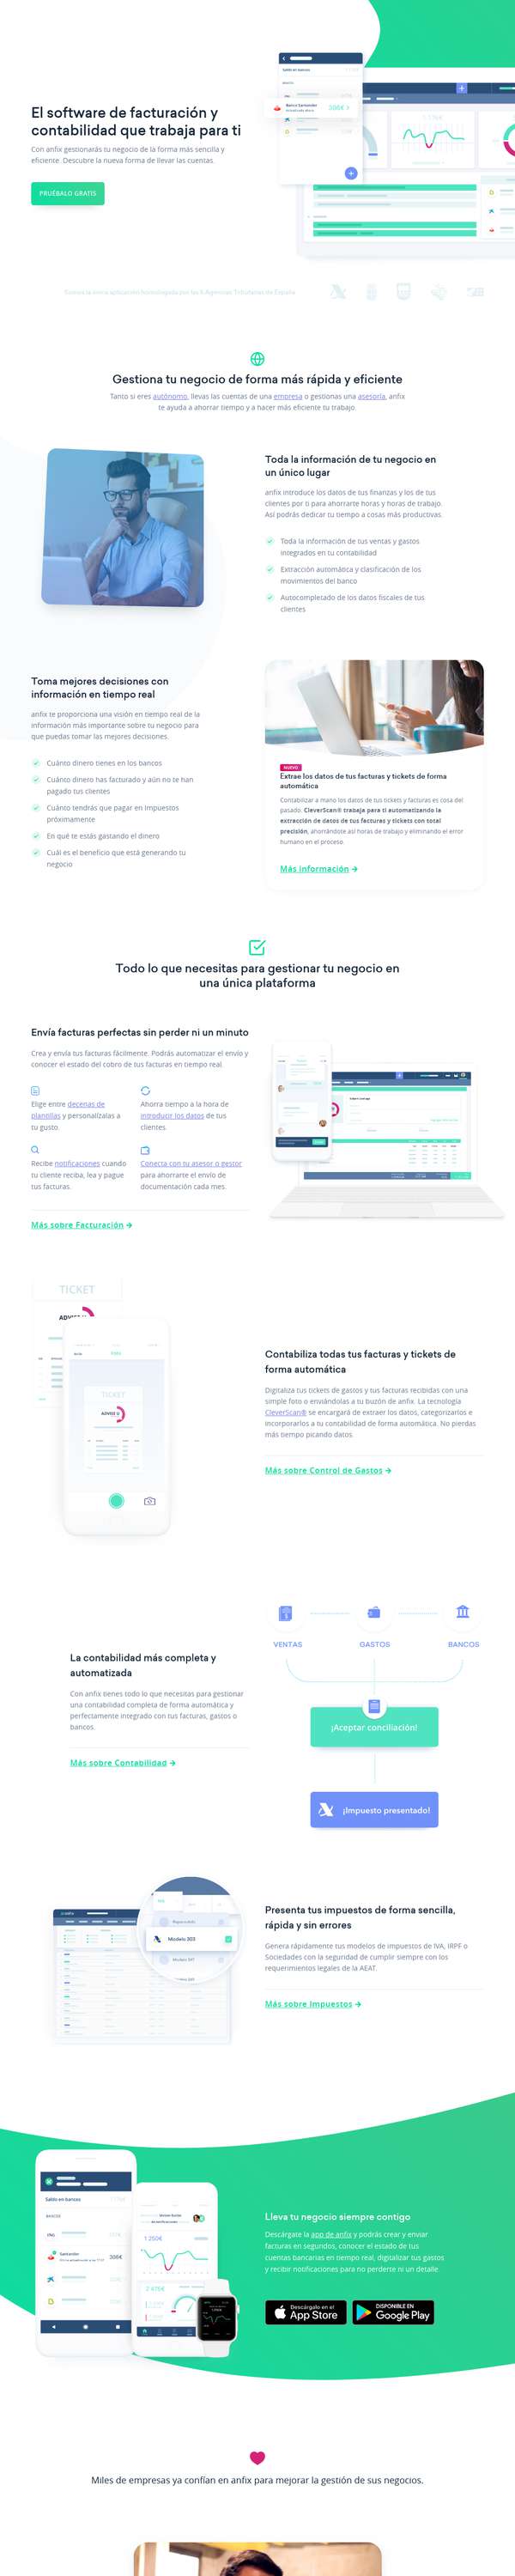 El software de facturación y
contabilidad que trabaja para ti
Con anfix gestionarás tu negocio de la forma más sencilla y
eficiente. Descubre la nueva forma de llevar las cuentas.
PRUÉBALO GRATIS
Saldo en bancos
BANCOS
Banco Santander
Somos la única aplicación homologada por las 5 Agencias Tributarias de España
Gestiona tu negocio de forma más rápida y eficiente
Tanto si eres autónomo, llevas las cuentas de una empresa o gestionas una asesoría, anfix
te ayuda a ahorrar tiempo y a hacer más eficiente tu trabajo.
Toda la información de tu negocio en
un único lugar
anfix introduce los datos de tus finanzas y los de tus
clientes por ti para ahorrarte horas y horas de trabajo.
Así podrás dedicar tu tiempo a cosas más productivas.
Toda la información de tus ventas y gastos
integrados en tu contabilidad
Extracción automática y clasificación de los
movimientos del banco
Autocompletado de los datos fiscales de tus
clientes
Toma mejores decisiones con
información en tiempo real
anfix te proporciona una visión en tiempo real de la
información más importante sobre tu negocio para
que puedas tomar las mejores decisiones.
Cuánto dinero tienes en los bancos
Cuánto dinero has facturado y aún no te han
pagado tus clientes
Cuánto tendrás que pagar en Impuestos
próximamente
En qué te estás gastando el dinero
Cuál es el beneficio que está generando tu
negocio
NUEVO
Extrae los datos de tus facturas y tickets de forma
automática
Contabilizar a mano los datos de tus tickets y facturas es cosa del
pasado. CleverScan® trabaja para ti automatizando la
extracción de datos de tus facturas y tickets con total
precisión, ahorrándote así horas de trabajo y eliminando el error
humano en el proceso.
Más información →
Todo lo que necesitas para gestionar tu negocio en
una única plataforma
Envía facturas perfectas sin perder ni un minuto
Crea y envía tus facturas fácilmente. Podrás automatizar el envío y
conocer el estado del cobro de tus facturas en tiempo real.
Elige entre decenas de
plantillas y personalízalas a
tu gusto.
Ahorra tiempo a la hora de
introducir los datos de tus
clientes.
Recibe notificaciones cuando
tu cliente reciba, lea y pague
tus facturas.
Conecta con tu asesor o gestor
para ahorrarte el envío de
documentación cada mes.
Más sobre Facturación →
TICKET
TICKET
Contabiliza todas tus facturas y tickets de
forma automática
Digitaliza tus tickets de gastos y tus facturas recibidas con una
simple foto o enviándolas a tu buzón de anfix. La tecnología
CleverScan® se encargará de extraer los datos, categorizarlos e
incorporarlos a tu contabilidad de forma automática. No pierdas
más tiempo picando datos.
Más sobre Control de Gastos →
VENTAS
GASTOS
BANCOS
La contabilidad más completa y
automatizada
Con anfix tienes todo lo que necesitas para gestionar
una contabilidad completa de forma automática y
perfectamente integrado con tus facturas, gastos o
bancos.
Más sobre Contabilidad →
¡Aceptar conciliación!
¡Impuesto presentado!
Modelo 303
Presenta tus impuestos de forma sencilla,
rápida y sin errores
Genera rápidamente tus modelos de impuestos de IVA, IRPF o
Sociedades con la seguridad de cumplir siempre con los
requerimientos legales de la AEAT.
Más sobre Impuestos →
Saldo en bancos
BANCOS
ING
Santander
Lleva tu negocio siempre contigo
Descárgate la app de anfix y podrás crear y enviar
facturas en segundos, conocer el estado de tus
cuentas bancarias en tiempo real, digitalizar tus gastos
y recibir notificaciones para no perderte ni un detalle.
Descárgalo en el
App Store
DISPONIBLE EN
Google Play
Miles de empresas ya confían en anfix para mejorar la gestión de sus negocios.